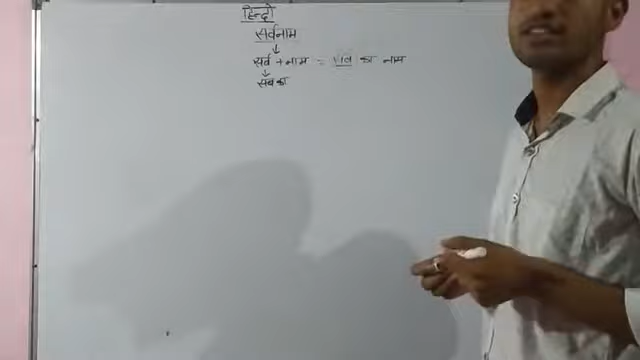 हिन्दी
सर्वनाम
सर्व + नाम = सब का नाम
सबका